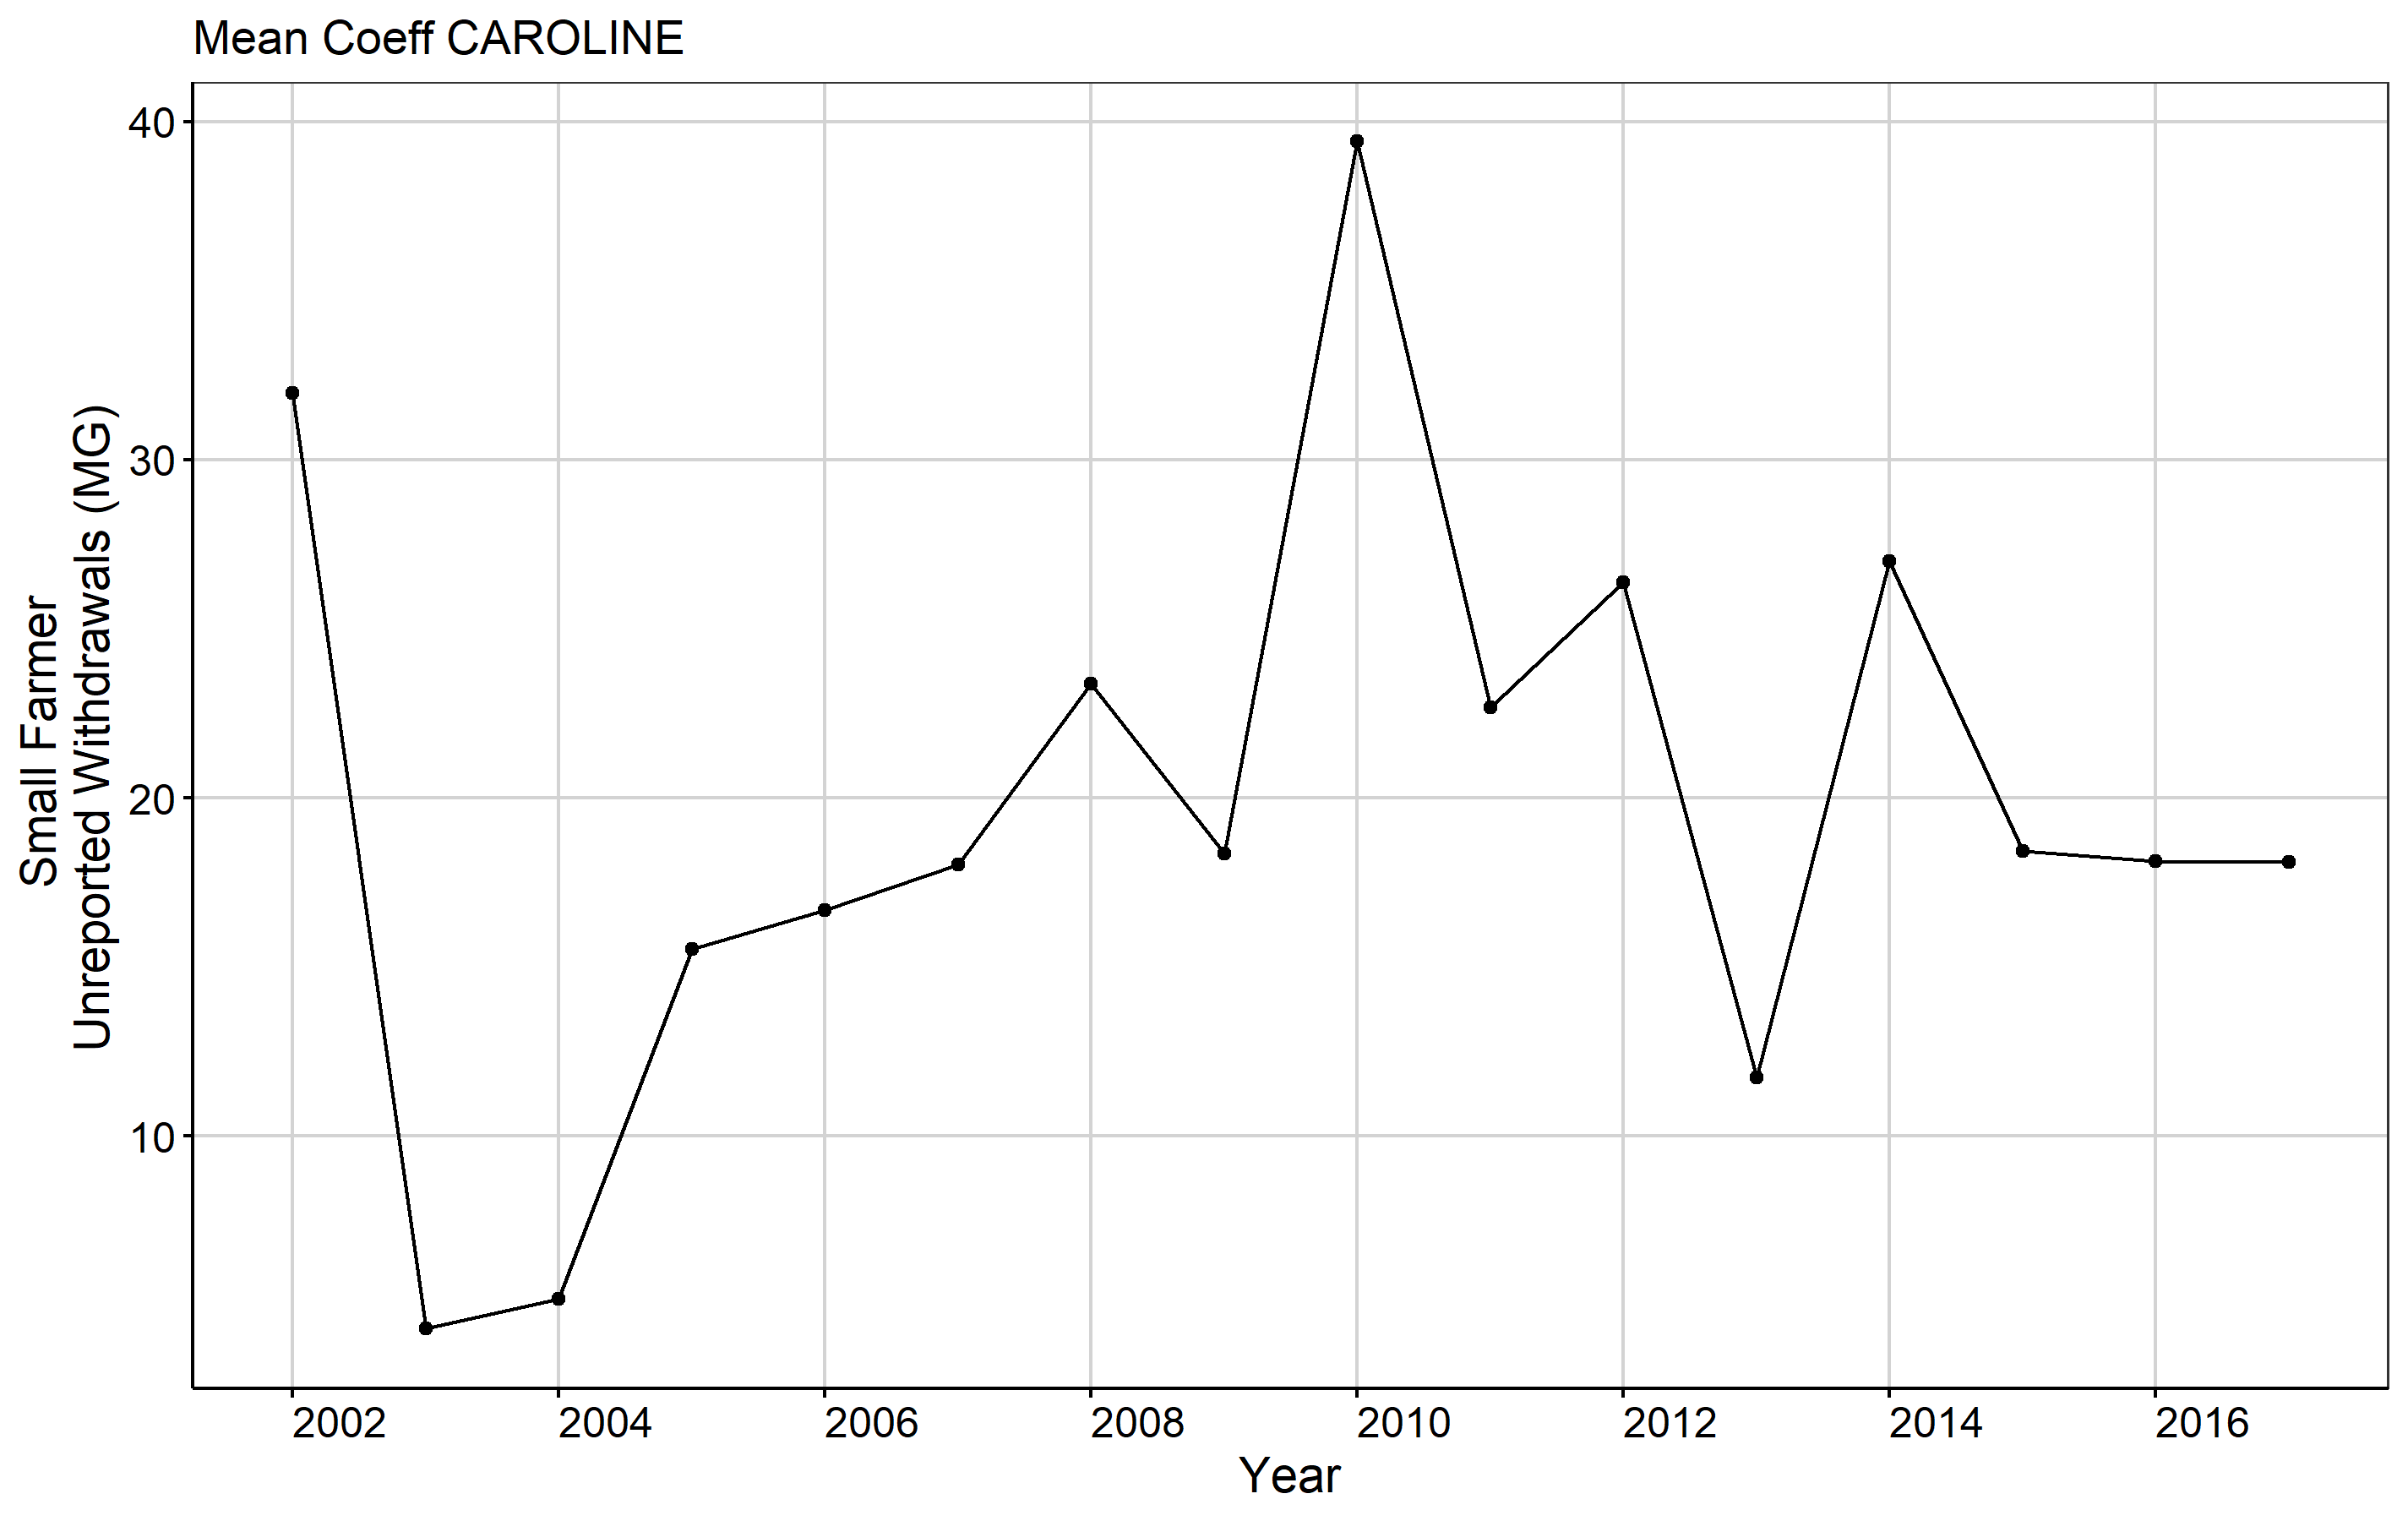 Mean Coeff CAROLINE
Small Farmer
Unreported Withdrawals (MG)
40
30
20
10
2002 2004 2006 2008 2010 2012 2014 2016
Year